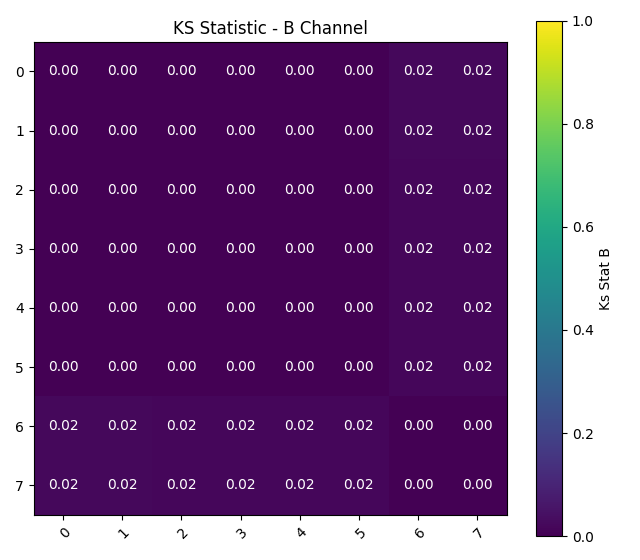 KS Statistic - B Channel
0 0.00 0.00 0.00 0.00 0.00 0.00 0.02 0.02
1 0.00 0.00 0.00 0.00 0.00 0.00 0.02 0.02
2 0.00 0.00 0.00 0.00 0.00 0.00 0.02 0.02
3 0.00 0.00 0.00 0.00 0.00 0.00 0.02 0.02
4 0.00 0.00 0.00 0.00 0.00 0.00 0.02 0.02
5 0.00 0.00 0.00 0.00 0.00 0.00 0.02 0.02
6 0.02 0.02 0.02 0.02 0.02 0.02 0.00 0.00
7 0.02 0.02 0.02 0.02 0.02 0.02 0.00 0.00
0 1 2 3 4 5 6 7
1.0
0.8
0.6
0.4
0.2
0.0
Ks Stat B